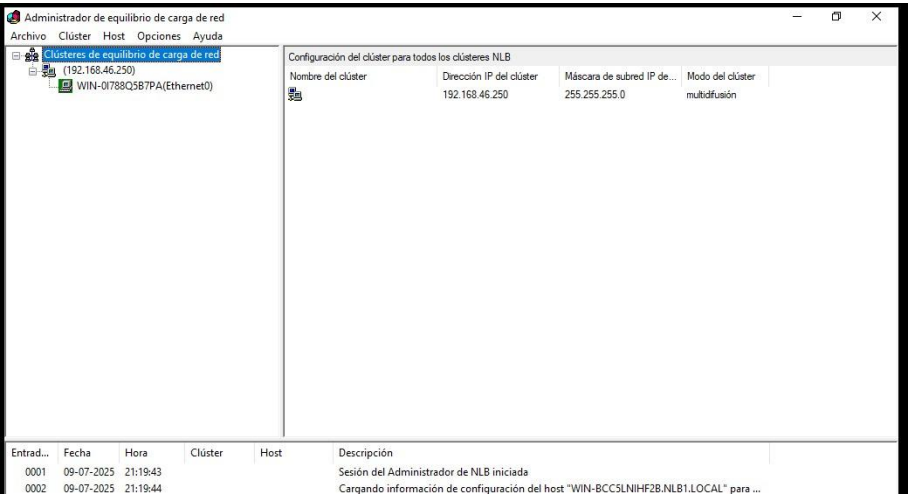 Administrador de equilibrio de carga de red
Archivo Clúster Host Opciones Ayuda
Clústeres de equilibrio de carga de red
(192.168.46.250)
WIN-0I788Q5B7PA(Ethernet0)
Configuración del clúster para todos los clústeres NLB
Nombre del clúster Dirección IP del clúster Máscara de subred IP de... Modo del clúster
192.168.46.250 255.255.255.0 multidifusión
Entrad... Fecha Hora Clúster Host Descripción
0001 09-07-2025 21:19:43 Sesión del Administrador de NLB iniciada
0002 09-07-2025 21:19:44 Cargando información de configuración del host "WIN-BCC5LNIHF2B.NLB1.LOCAL" para ...